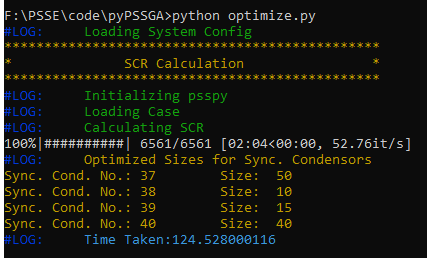 F:\PSSE\code\pyPSSGA>python optimize.py
#LOG: Loading System Config
************************************************
* SCR Calculation *
************************************************
#LOG: Initializing psspy
#LOG: Loading Case
#LOG: Calculating SCR
100%|##########| 6561/6561 [02:04<00:00, 52.76it/s]
#LOG: Optimized Sizes for Sync. Condensors
Sync. Cond. No.: 37 Size: 50
Sync. Cond. No.: 38 Size: 10
Sync. Cond. No.: 39 Size: 15
Sync. Cond. No.: 40 Size: 40
#LOG: Time Taken:124.528000116